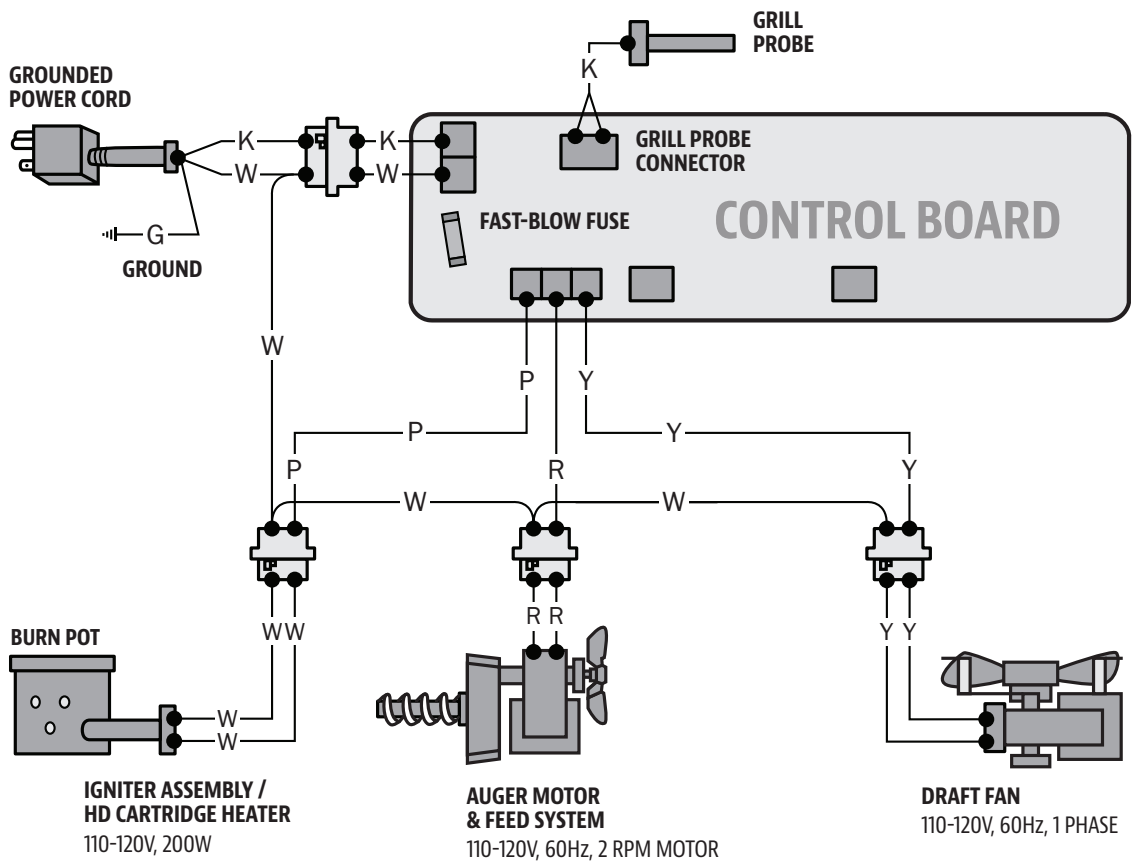 GRILL
PROBE
K
GROUNDED
POWER CORD
K
K
W
W
GRILL PROBE
CONNECTOR
FAST-BLOW FUSE
CONTROL BOARD
G
GROUND
W
P
Y
P
Y
P
R
Y
W
W
W W
R R
Y Y
BURN POT
W
W
IGNITER ASSEMBLY /
HD CARTRIDGE HEATER
110-120V, 200W
AUGER MOTOR
& FEED SYSTEM
110-120V, 60Hz, 2 RPM MOTOR
DRAFT FAN
110-120V, 60Hz, 1 PHASE